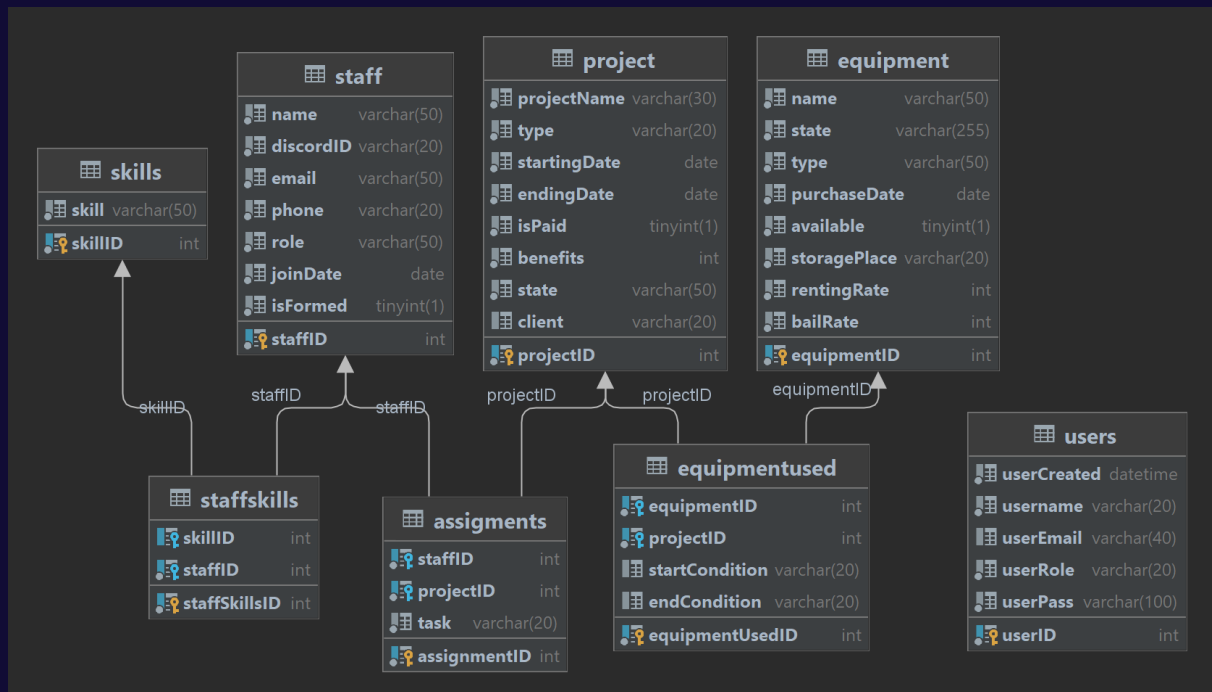 skills
skill varchar(50)
skillID int
staff
name varchar(50)
discordID varchar(20)
email varchar(50)
phone varchar(20)
role varchar(50)
joinDate date
isFormed tinyint(1)
staffID int
project
projectName varchar(30)
type varchar(20)
startingDate date
endingDate date
isPaid tinyint(1)
benefits int
state varchar(50)
client varchar(20)
projectID int
equipment
name varchar(50)
state varchar(255)
type varchar(50)
purchaseDate date
available tinyint(1)
storagePlace varchar(20)
rentingRate int
bailRate int
equipmentID int
skillID
staffID
staffID
projectID
projectID
equipmentID
staffskills
skillID int
staffID int
staffSkillsID int
assigments
staffID int
projectID int
task varchar(20)
assignmentID int
equipmentused
equipmentID int
projectID int
startCondition varchar(20)
endCondition varchar(20)
equipmentUsedID int
users
userCreated datetime
username varchar(20)
userEmail varchar(40)
userRole varchar(20)
userPass varchar(100)
userID int